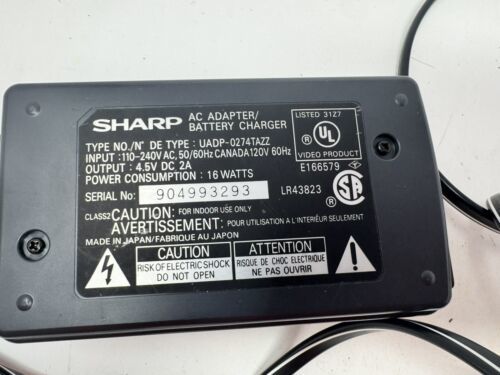 SHARP AC ADAPTER/
BATTERY CHARGER
TYPE NO./N° DE TYPE: UADP-0274TAZZ
INPUT:110-240V AC, 50/60Hz CANADA120V 60Hz
OUTPUT : 4.5V DC 2A
POWER CONSUMPTION : 16 WATTS
SERIAL No: 904993293
CLASS2 CAUTION: FOR INDOOR USE ONLY
AVERTISSEMENT: POUR UTILISATION A L'INTÉRIEUR SEULEMENT
MADE IN JAPAN/FABRIQUE AU JAPON
LISTED 31Z7
UL
®
VIDEO PRODUCT
E166579
LR43823
SA
®
CAUTION
RISK OF ELECTRIC SHOCK
DO NOT OPEN
ATTENTION
RISQUE DE CHOC ELECTRIQUE
NE PAS OUVRIR